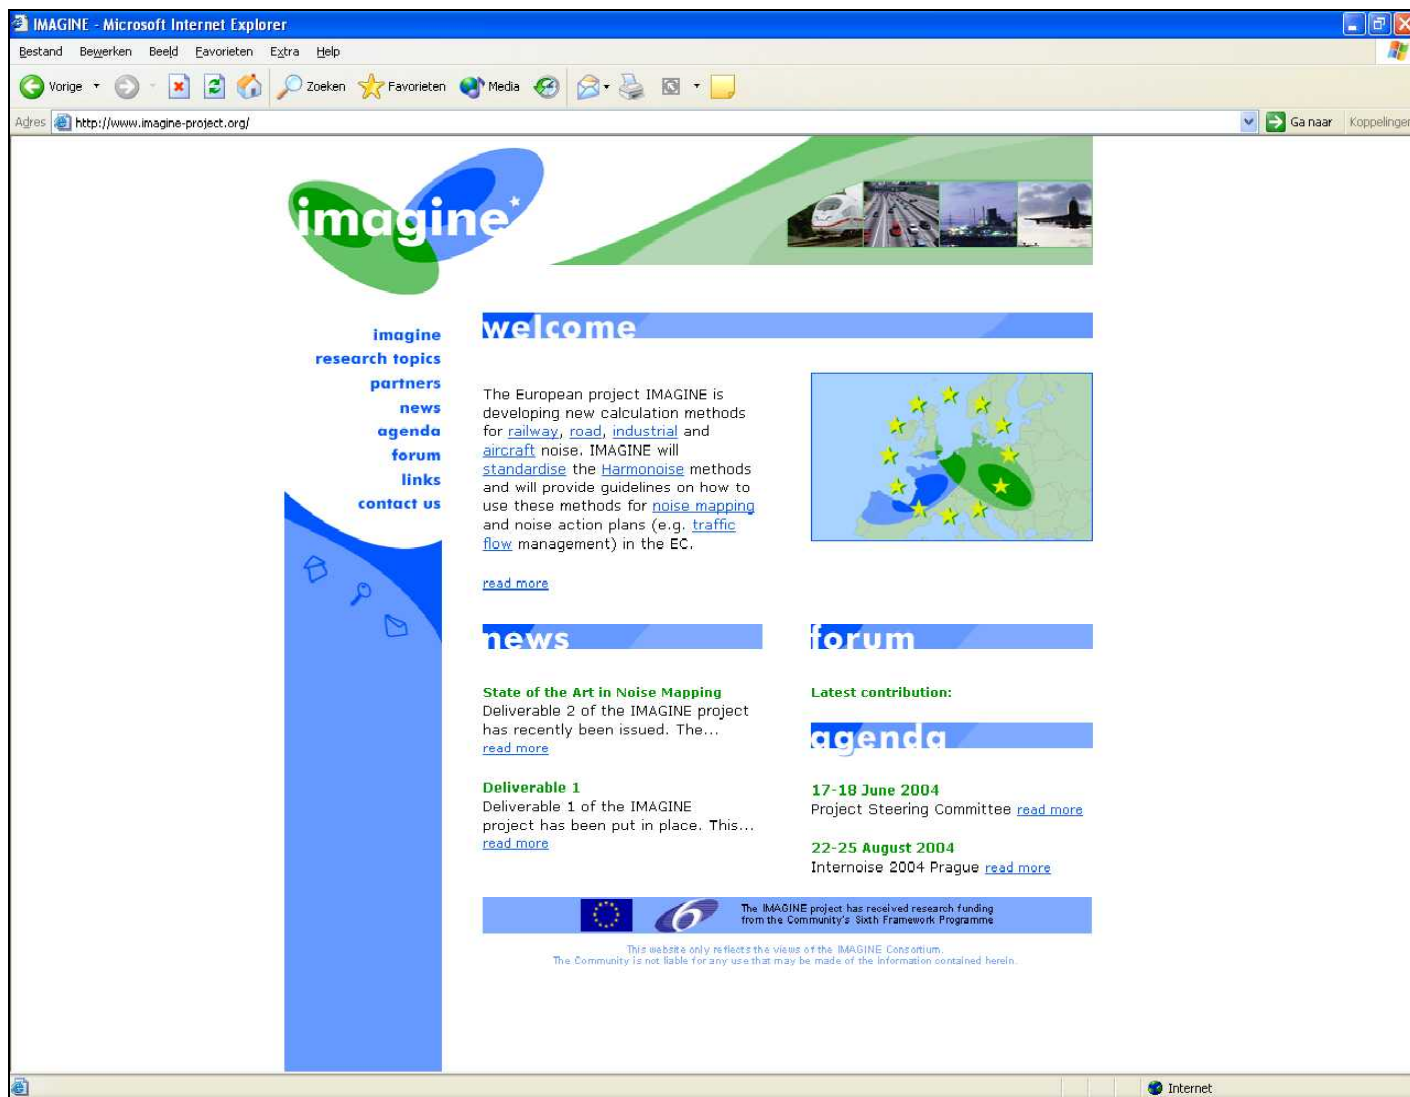 IMAGINE - Microsoft Internet Explorer
Bestand Bewerken Beeld Favorieten Extra Help
Vorige Zoeken Favorieten Media
Adres http://www.imagine-project.org/ Ga naar Koppelingen
imagine
imagine
research topics
partners
news
agenda
forum
links
contact us
welcome
The European project IMAGINE is
developing new calculation methods
for railway, road, industrial and
aircraft noise. IMAGINE will
standardise the Harmonoise methods
and will provide guidelines on how to
use these methods for noise mapping
and noise action plans (e.g. traffic
flow management) in the EC.
read more
news
State of the Art in Noise Mapping
Deliverable 2 of the IMAGINE project
has recently been issued. The...
read more
Deliverable 1
Deliverable 1 of the IMAGINE
project has been put in place. This...
read more
forum
Latest contribution:
agenda
17-18 June 2004
Project Steering Committee read more
22-25 August 2004
Internoise 2004 Prague read more
6
The IMAGINE project has received research funding
from the Community's Sixth Framework Programme
This website only reflects the views of the IMAGINE Consortium.
The Community is not liable for any use that may be made of the information contained herein.
Internet